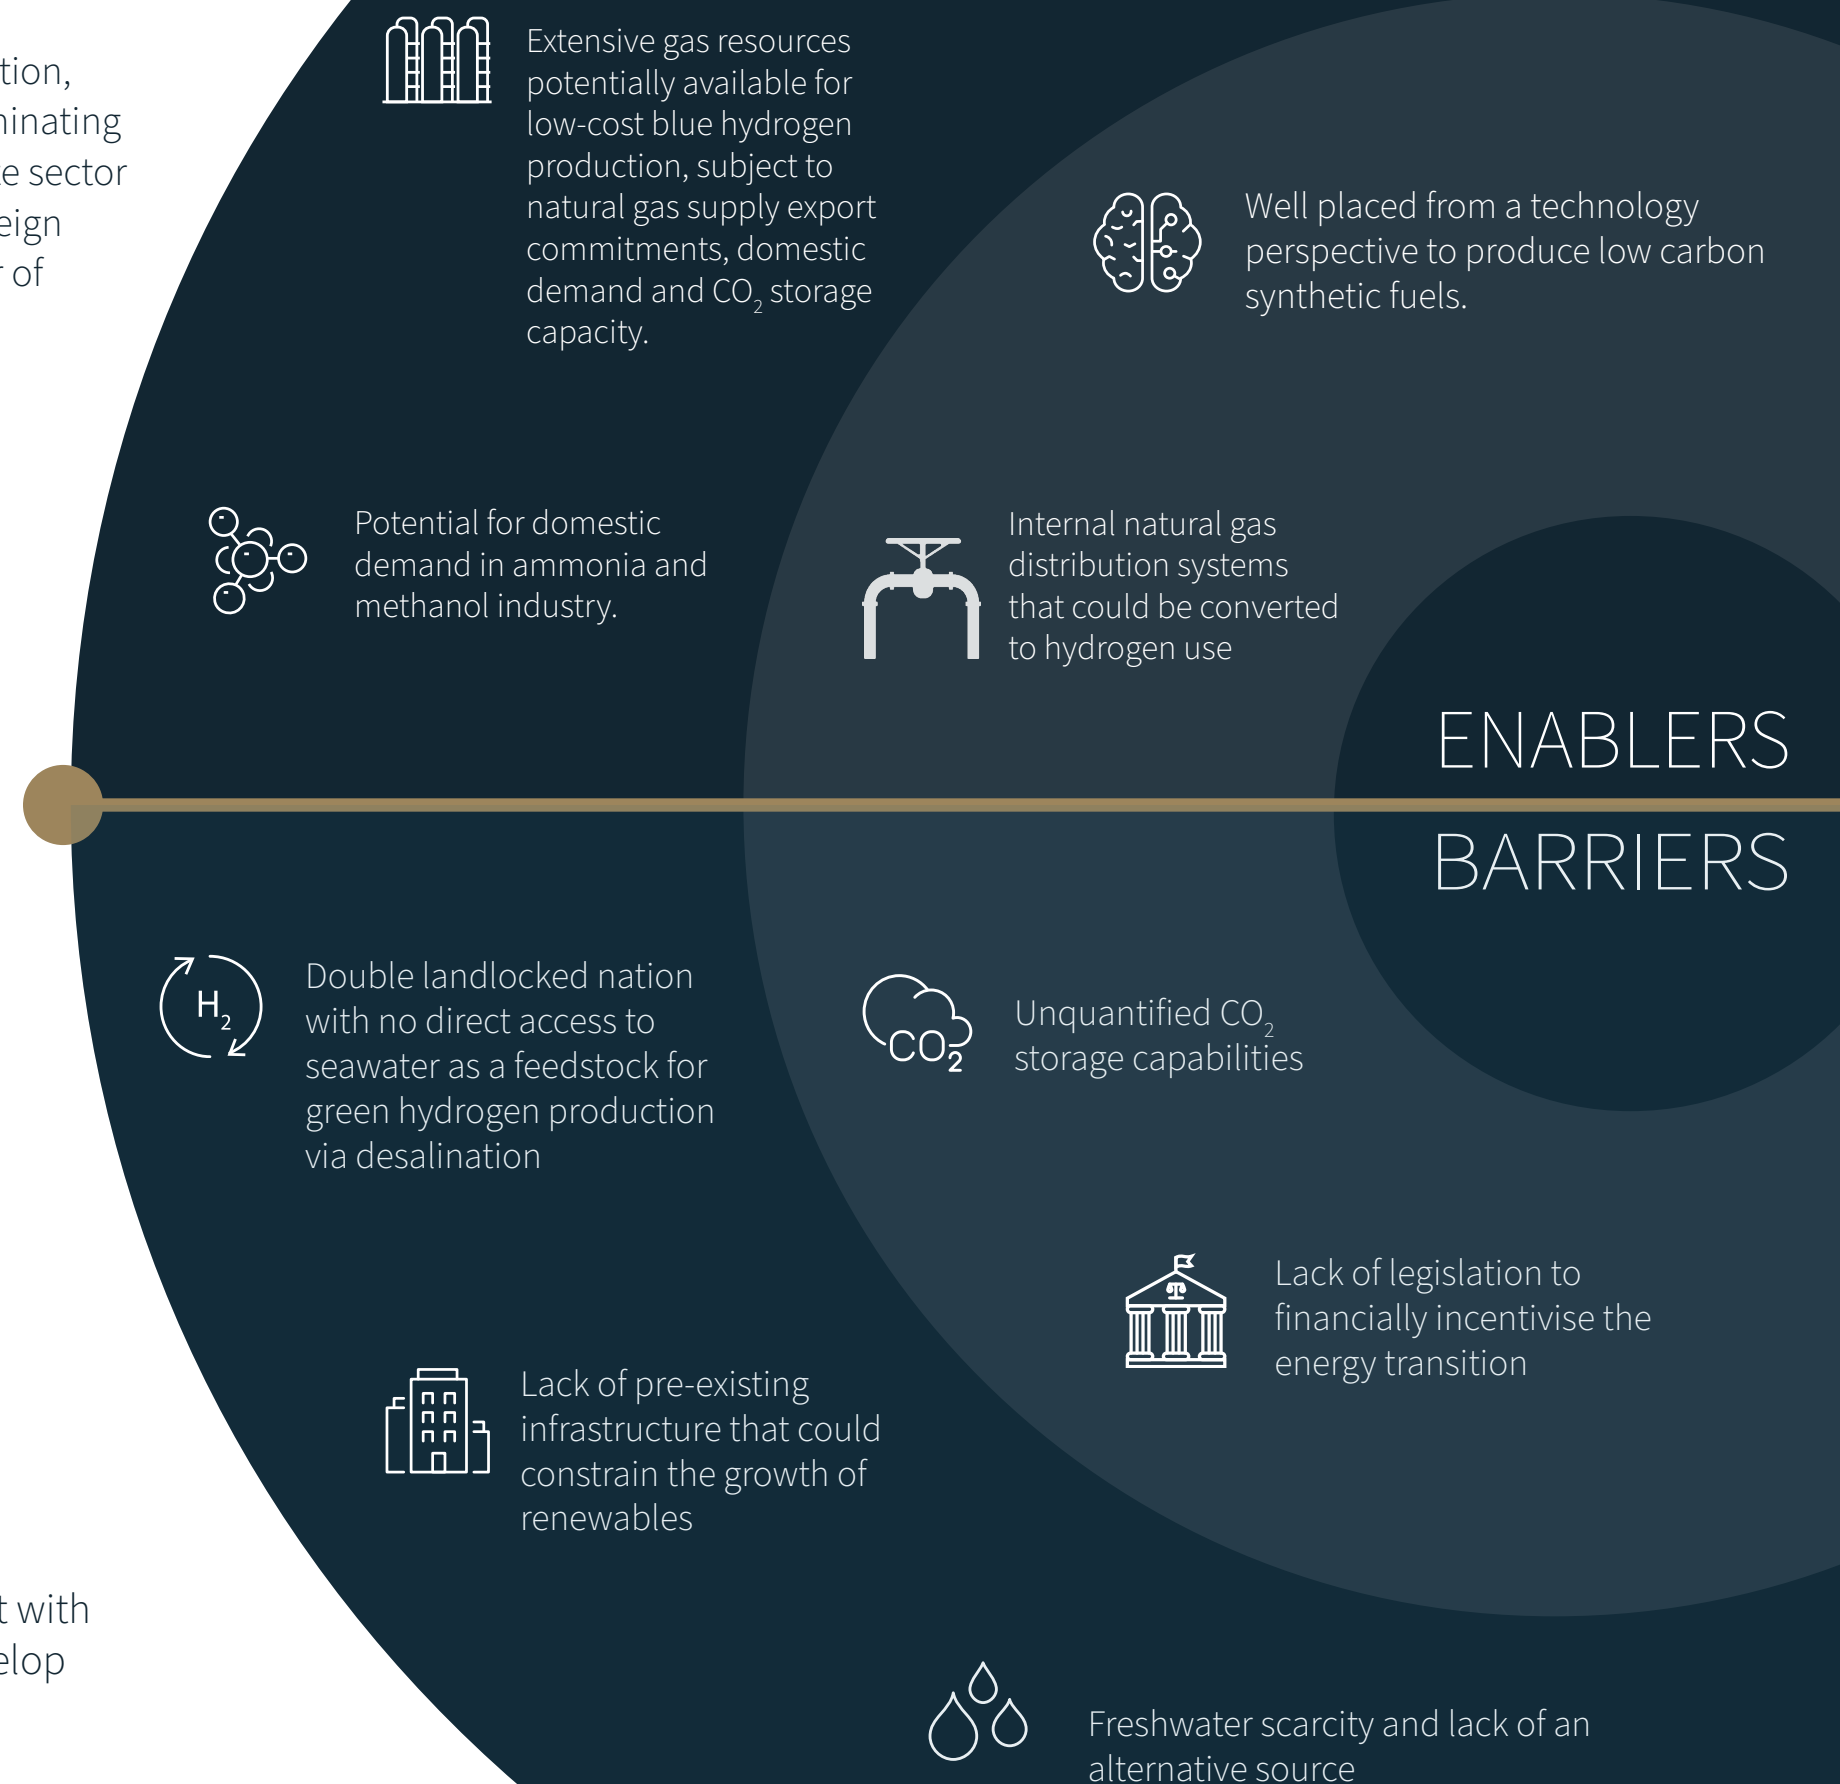 tion,
sector
of
Extensive gas resources
potentially available for
low-cost blue hydrogen
production, subject to
natural gas supply export
commitments, domestic
demand and CO₂ storage
capacity.
Well placed from a technology
perspective to produce low carbon
synthetic fuels.
Potential for domestic
demand in ammonia and
methanol industry.
Internal natural gas
distribution systems
that could be converted
to hydrogen use
ENABLERS
BARRIERS
H₂
Double landlocked nation
with no direct access to
seawater as a feedstock for
green hydrogen production
via desalination
CO₂
Unquantified CO₂
storage capabilities
Lack of legislation to
financially incentivise the
energy transition
Lack of pre-existing
infrastructure that could
constrain the growth of
renewables
with
elop
Freshwater scarcity and lack of an
alternative source